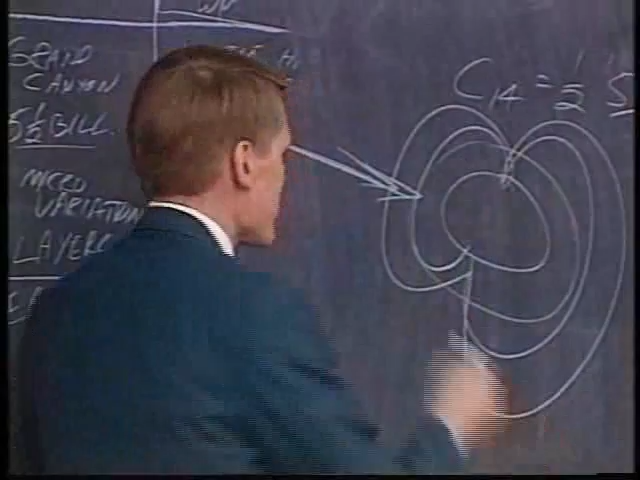 GRAND
CANYON
5½ BILL.
MICRO
VARIATION
LAYERS
C14 = ½ 5